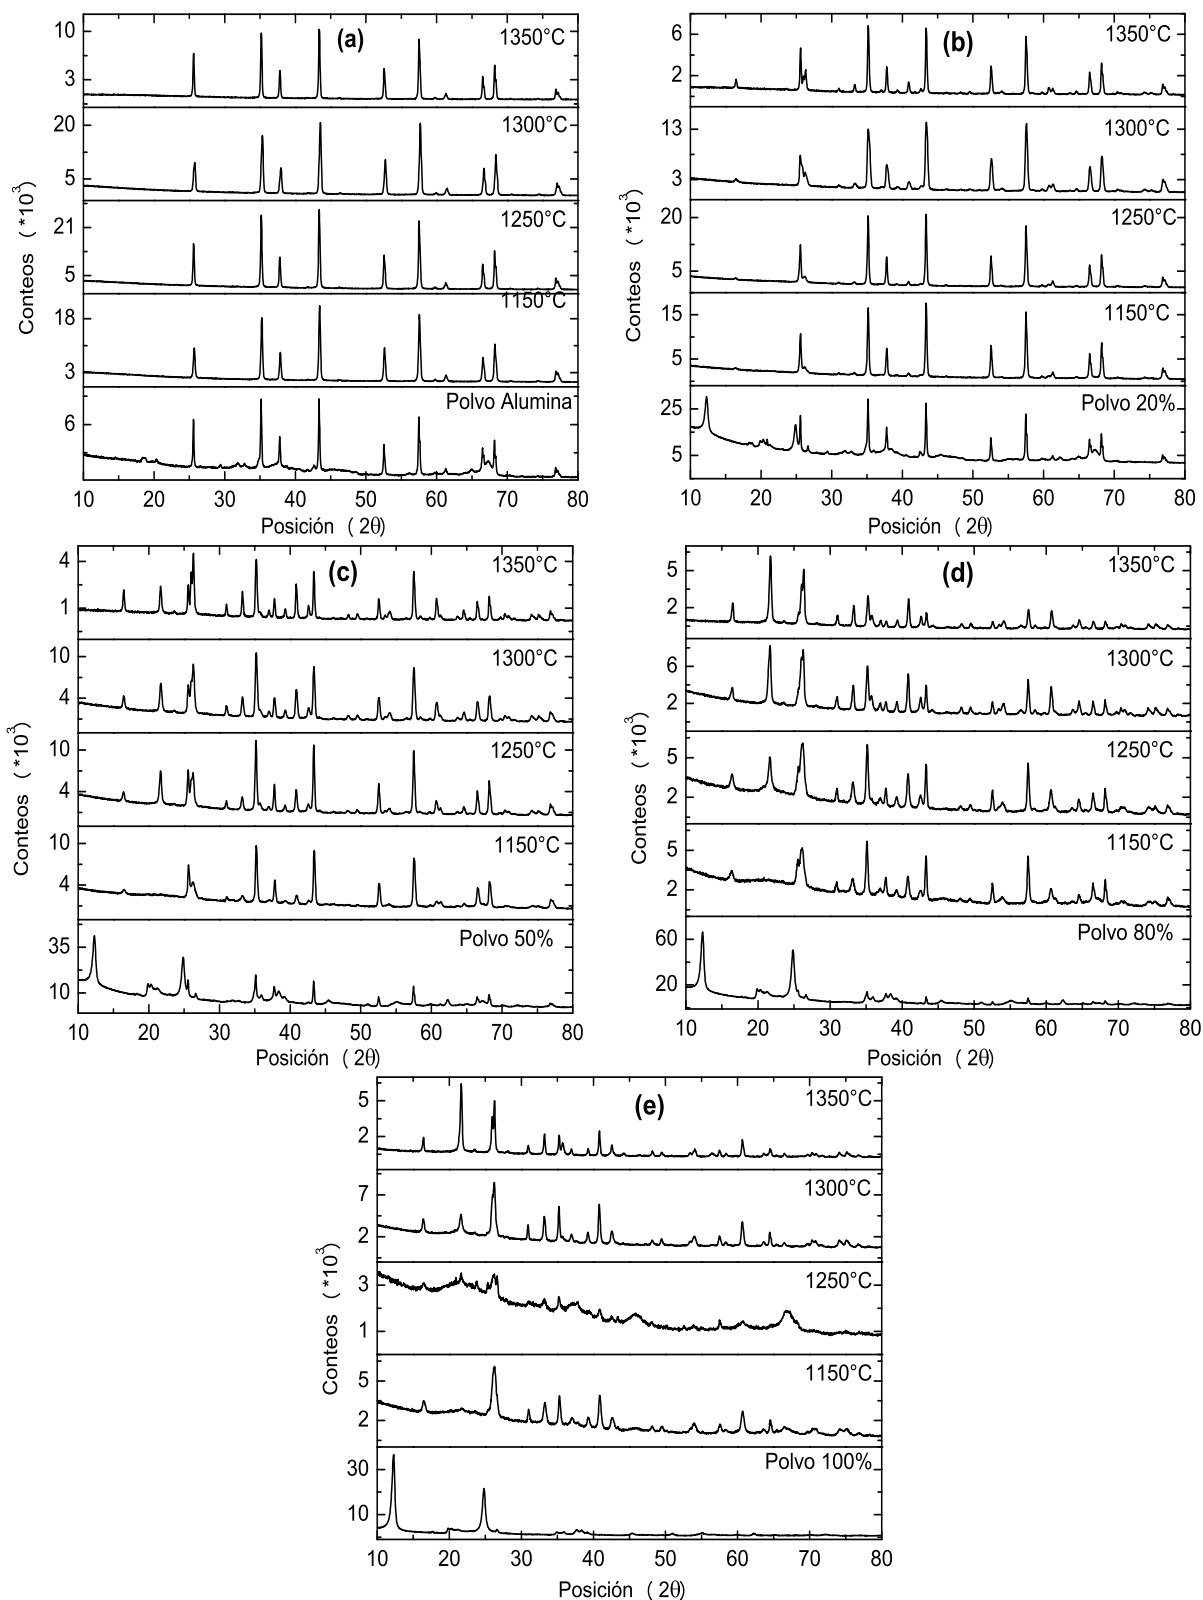 (a)
1350°C
10
3
1300°C
20
5
1250°C
21
5
1150°C
18
3
Polvo Alumina
6
Conteos ( *10³)
10 20 30 40 50 60 70 80
Posición ( 2θ)
(b)
1350°C
6
2
1300°C
13
3
1250°C
20
5
1150°C
15
5
Polvo 20%
25
5
Conteos ( *10³)
10 20 30 40 50 60 70 80
Posición ( 2θ)
(c)
1350°C
4
1
1300°C
10
4
1250°C
10
4
1150°C
10
4
Polvo 50%
35
10
Conteos ( *10³)
10 20 30 40 50 60 70 80
Posición ( 2θ)
(d)
1350°C
5
2
1300°C
6
2
1250°C
5
2
1150°C
5
2
Polvo 80%
60
20
Conteos ( *10³)
10 20 30 40 50 60 70 80
Posición ( 2θ)
(e)
1350°C
5
2
1300°C
7
2
1250°C
3
1
1150°C
5
2
Polvo 100%
30
10
Conteos ( *10³)
10 20 30 40 50 60 70 80
Posición ( 2θ)